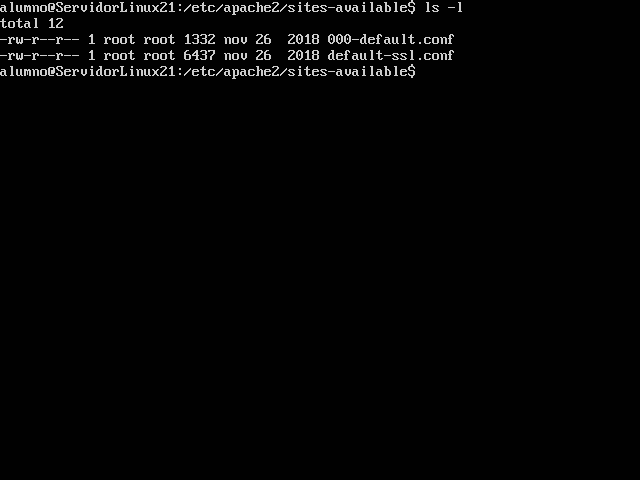 alumno@ServidorLinux21:/etc/apache2/sites-available$ ls -l
total 12
-rw-r--r-- 1 root root 1332 nov 26  2018 000-default.conf
-rw-r--r-- 1 root root 6437 nov 26  2018 default-ssl.conf
alumno@ServidorLinux21:/etc/apache2/sites-available$